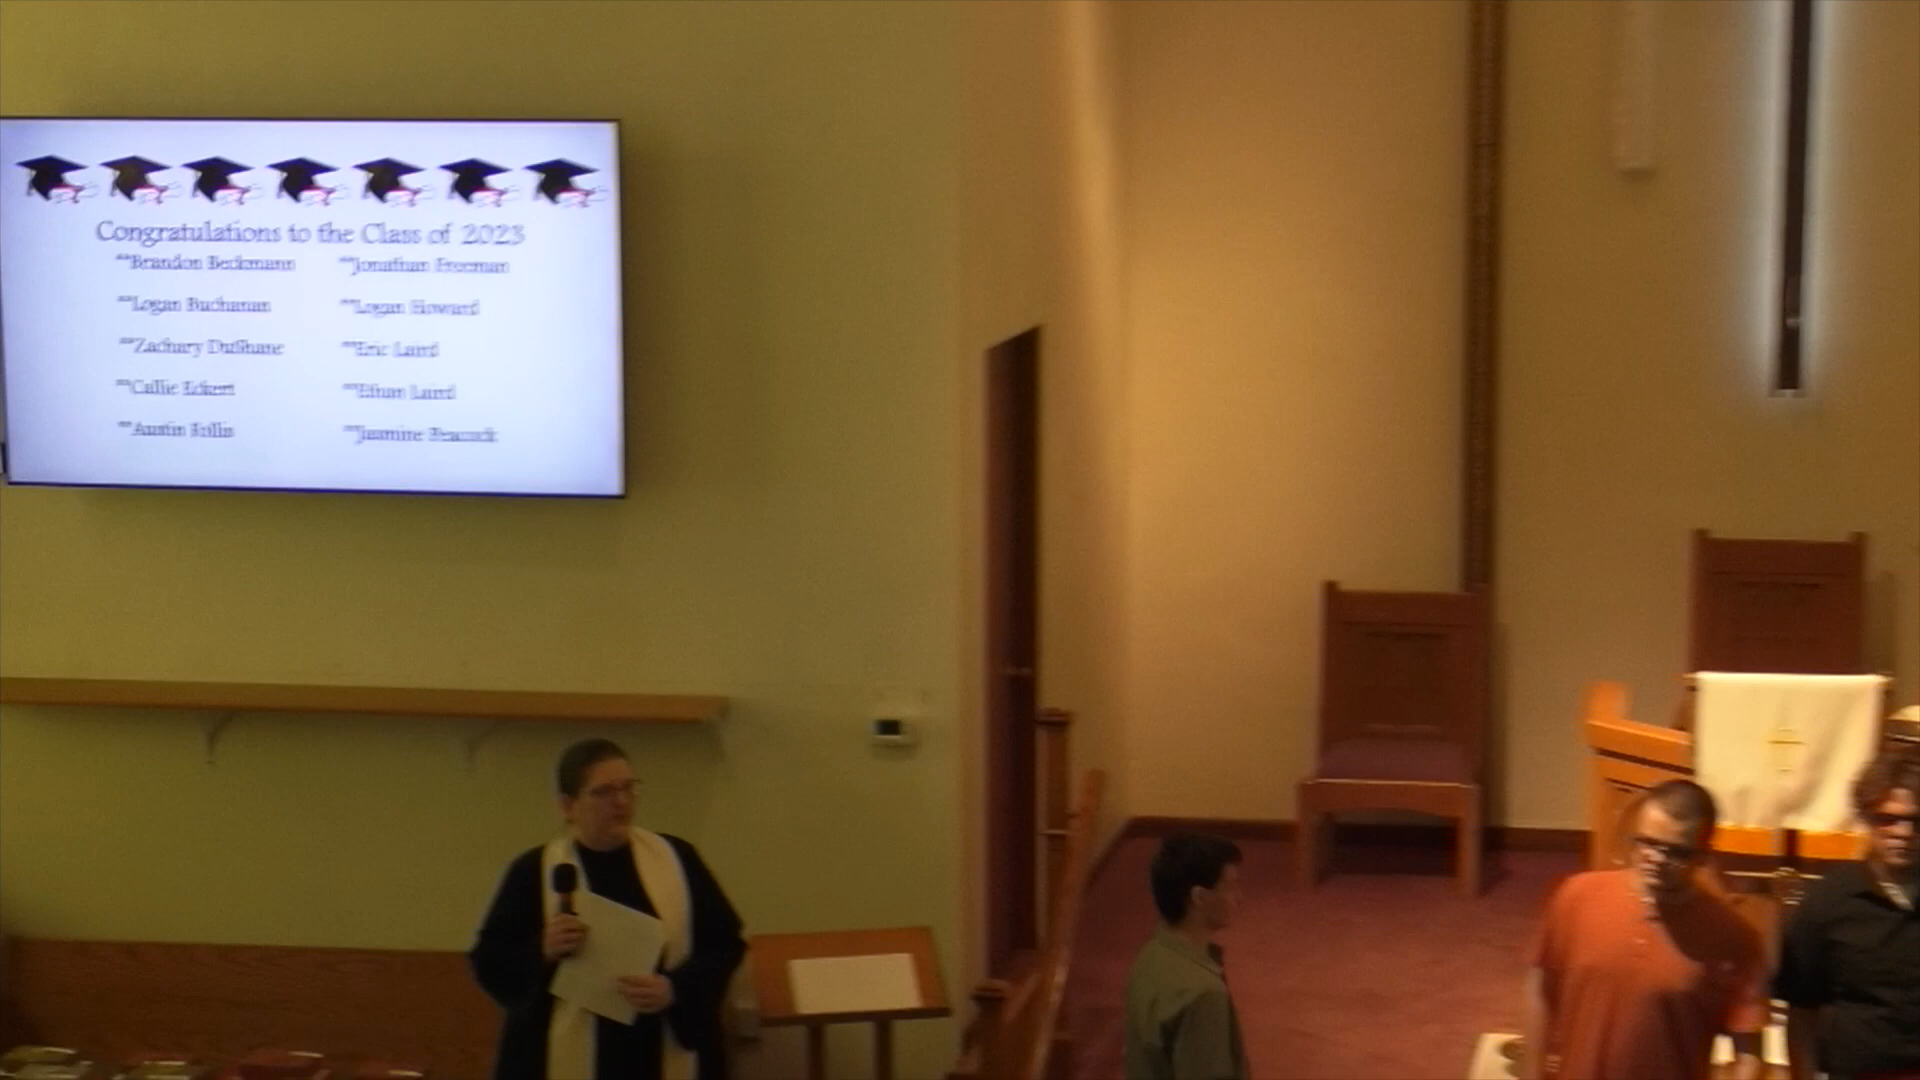 Congratulations to the Class of 2023
**Brandon Beckmann **Jonathan Freeman
**Logan Buchanan **Logan Howard
**Zachary DuShane **Eric Laird
**Callie Eckert **Ethan Laird
**Austin **Jasmine Peacock